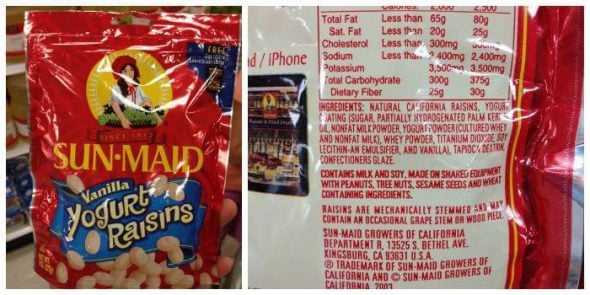 FREE
SINCE 1912
SUN·MAID
Vanilla
Yogurt
Raisins
NET WT.
d / iPhone
Calories: 2,000 2,500
Total Fat Less than 65g 80g
Sat. Fat Less than 20g 25g
Cholesterol Less than 300mg 300mg
Sodium Less than 2,400mg 2,400mg
Potassium 3,500mg 3,500mg
Total Carbohydrate 300g 375g
Dietary Fiber 25g 30g
INGREDIENTS: NATURAL CALIFORNIA RAISINS, YOGURT
COATING (SUGAR, PARTIALLY HYDROGENATED PALM KERNEL
OIL, NONFAT MILK POWDER, YOGURT POWDER (CULTURED WHEY
AND NONFAT MILK), WHEY POWDER, TITANIUM DIOXIDE, SOY
LECITHIN-AN EMULSIFIER, AND VANILLA), TAPIOCA DEXTRIN,
CONFECTIONERS GLAZE.
CONTAINS MILK AND SOY, MADE ON SHARED EQUIPMENT
WITH PEANUTS, TREE NUTS, SESAME SEEDS AND WHEAT
CONTAINING INGREDIENTS.
RAISINS ARE MECHANICALLY STEMMED AND MAY
CONTAIN AN OCCASIONAL GRAPE STEM OR WOOD PIECE.
SUN-MAID GROWERS OF CALIFORNIA
DEPARTMENT R, 13525 S. BETHEL AVE.
KINGSBURG, CA 93631 U.S.A.
® TRADEMARK OF SUN-MAID GROWERS OF
CALIFORNIA AND © SUN-MAID GROWERS OF
CALIFORNIA, 2003